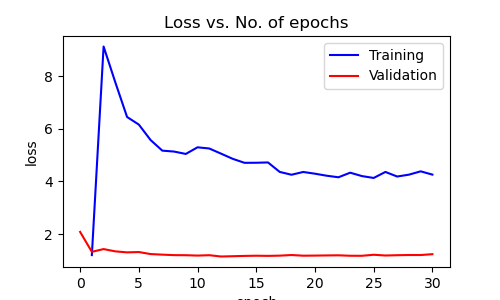 Loss vs. No. of epochs
Training
Validation
loss
8
6
4
2
0 5 10 15 20 25 30
epoch